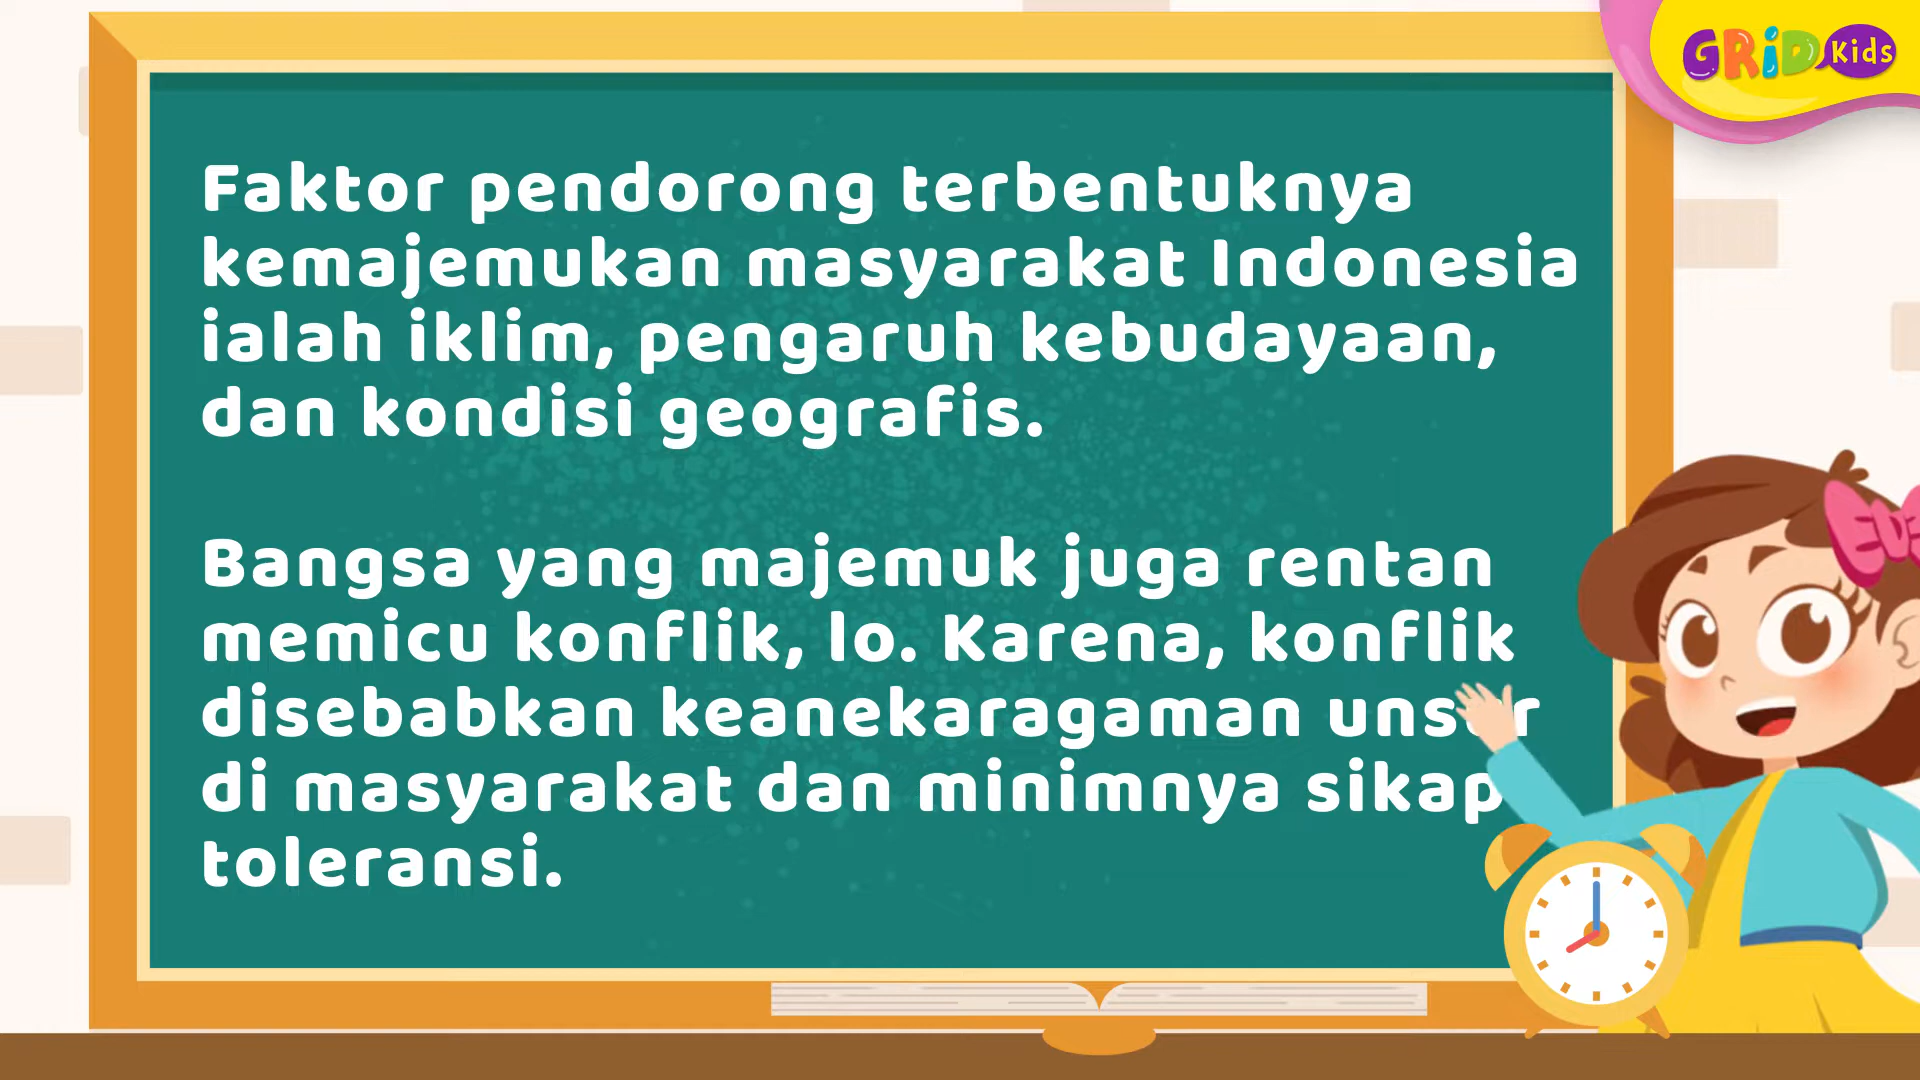 GRiD Kids
Faktor pendorong terbentuknya
kemajemukan masyarakat Indonesia
ialah iklim, pengaruh kebudayaan,
dan kondisi geografis.
Bangsa yang majemuk juga rentan
memicu konflik, lo. Karena, konflik
disebabkan keanekaragaman unsur
di masyarakat dan minimnya sikap
toleransi.